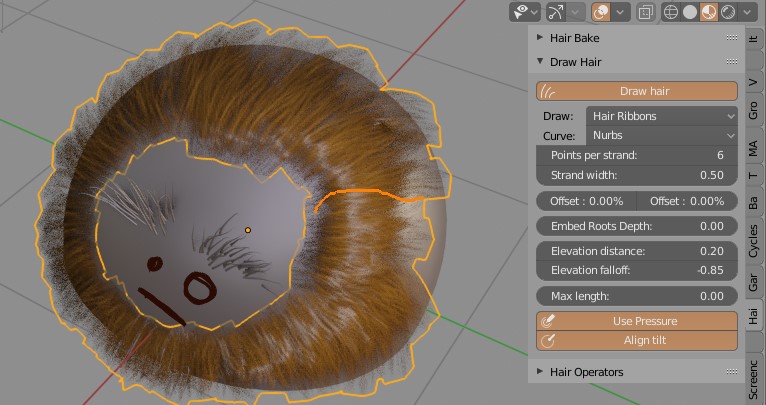 Hair Bake
Draw Hair
Draw hair
Draw: Hair Ribbons
Curve: Nurbs
Points per strand: 6
Strand width: 0.50
Offset : 0.00% Offset : 0.00%
Embed Roots Depth: 0.00
Elevation distance: 0.20
Elevation falloff: -0.85
Max length: 0.00
Use Pressure
Align tilt
Hair Operators
It
V
Gro
MA
T
Ba
Cycles
Gar
Hai
Screenc